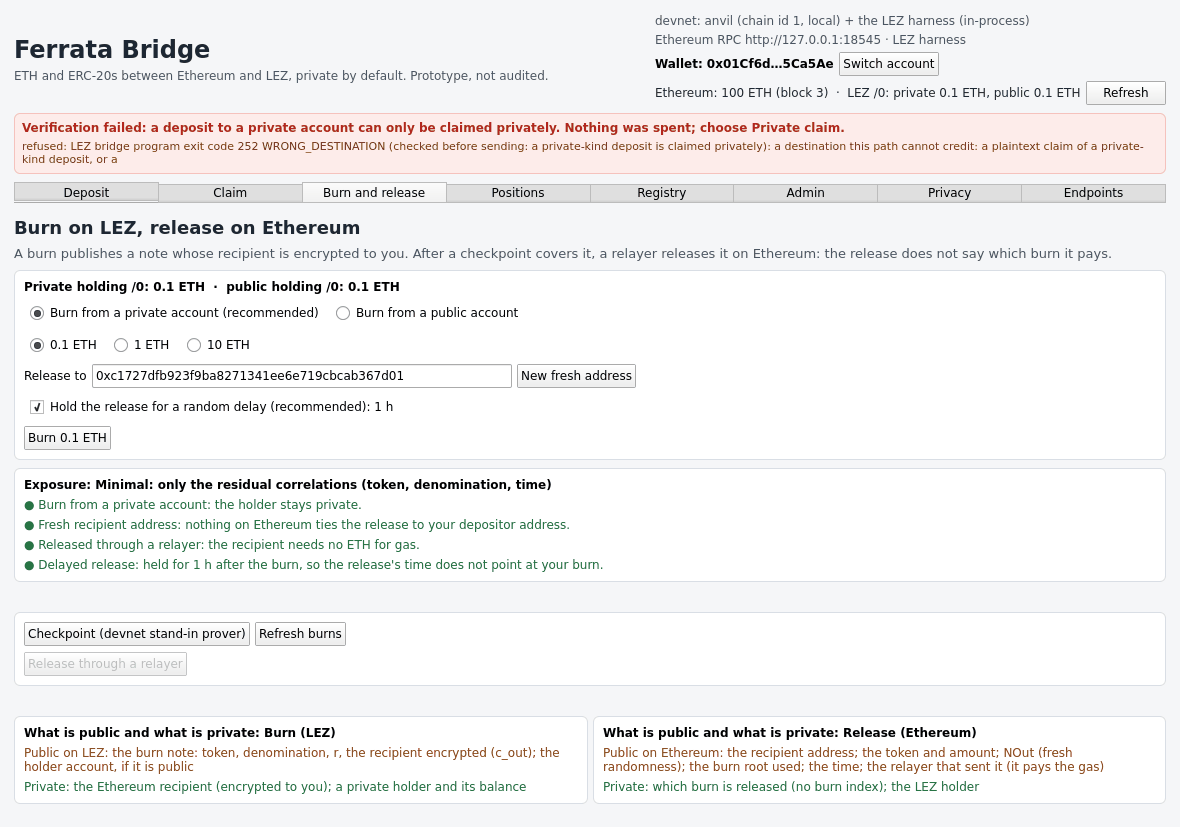 Ferrata Bridge
ETH and ERC-20s between Ethereum and LEZ, private by default. Prototype, not audited.
devnet: anvil (chain id 1, local) + the LEZ harness (in-process)
Ethereum RPC http://127.0.0.1:18545 · LEZ harness
Wallet: 0x01Cf6d…5Ca5Ae Switch account
Ethereum: 100 ETH (block 3) · LEZ /0: private 0.1 ETH, public 0.1 ETH Refresh
Verification failed: a deposit to a private account can only be claimed privately. Nothing was spent; choose Private claim.
refused: LEZ bridge program exit code 252 WRONG_DESTINATION (checked before sending: a private-kind deposit is claimed privately): a destination this path cannot credit: a plaintext claim of a private-
kind deposit, or a
Deposit Claim Burn and release Positions Registry Admin Privacy Endpoints
Burn on LEZ, release on Ethereum
A burn publishes a note whose recipient is encrypted to you. After a checkpoint covers it, a relayer releases it on Ethereum: the release does not say which burn it pays.
Private holding /0: 0.1 ETH · public holding /0: 0.1 ETH
Burn from a private account (recommended) Burn from a public account
0.1 ETH 1 ETH 10 ETH
Release to 0xc1727dfb923f9ba8271341ee6e719cbcab367d01 New fresh address
Hold the release for a random delay (recommended): 1 h
Burn 0.1 ETH
Exposure: Minimal: only the residual correlations (token, denomination, time)
● Burn from a private account: the holder stays private.
● Fresh recipient address: nothing on Ethereum ties the release to your depositor address.
● Released through a relayer: the recipient needs no ETH for gas.
● Delayed release: held for 1 h after the burn, so the release's time does not point at your burn.
Checkpoint (devnet stand-in prover) Refresh burns
Release through a relayer
What is public and what is private: Burn (LEZ)
Public on LEZ: the burn note: token, denomination, r, the recipient encrypted (c_out); the
holder account, if it is public
Private: the Ethereum recipient (encrypted to you); a private holder and its balance
What is public and what is private: Release (Ethereum)
Public on Ethereum: the recipient address; the token and amount; NOut (fresh
randomness); the burn root used; the time; the relayer that sent it (it pays the gas)
Private: which burn is released (no burn index); the LEZ holder